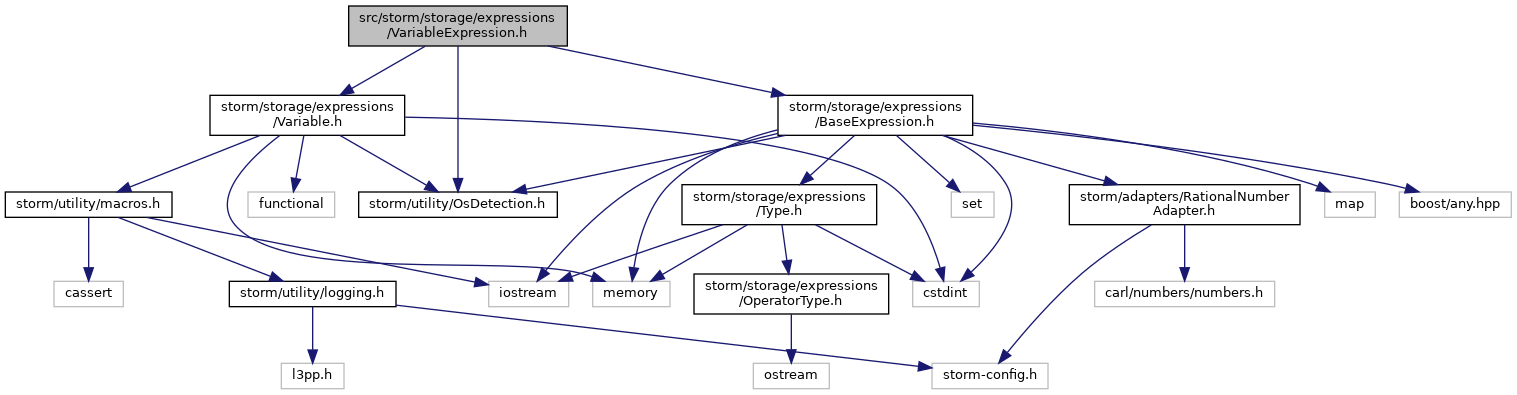 src/storm/storage/expressions
/VariableExpression.h
storm/storage/expressions
/Variable.h
storm/storage/expressions
/BaseExpression.h
storm/utility/macros.h
functional
storm/utility/OsDetection.h
storm/storage/expressions
/Type.h
set
storm/adapters/RationalNumber
Adapter.h
map
boost/any.hpp
cassert
storm/utility/logging.h
iostream
memory
storm/storage/expressions
/OperatorType.h
cstdint
carl/numbers/numbers.h
l3pp.h
ostream
storm-config.h